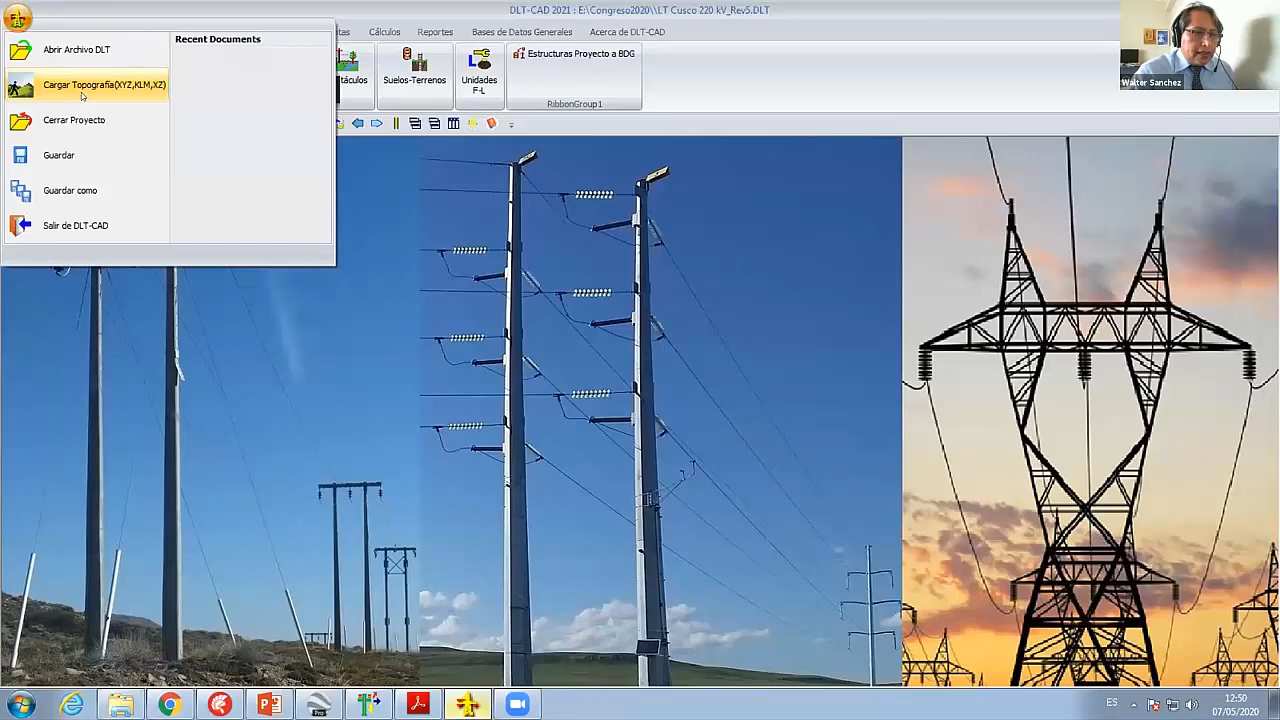 DLT-CAD 2021 : E:\Congreso2020\\LT Cusco 220 kV_Rev5.DLT
Cálculos Reportes Bases de Datos Generales Acerca de DLT-CAD
Abrir Archivo DLT
Cargar Topografía(XYZ,KLM,XZ)
Cerrar Proyecto
Guardar
Guardar como
Salir de DLT-CAD
Recent Documents
Suelos-Terrenos
Unidades
F-L
Estructuras Proyecto a BDG
RibbonGroup1
Walter Sanchez
Pro
ES
12:50
07/05/2020